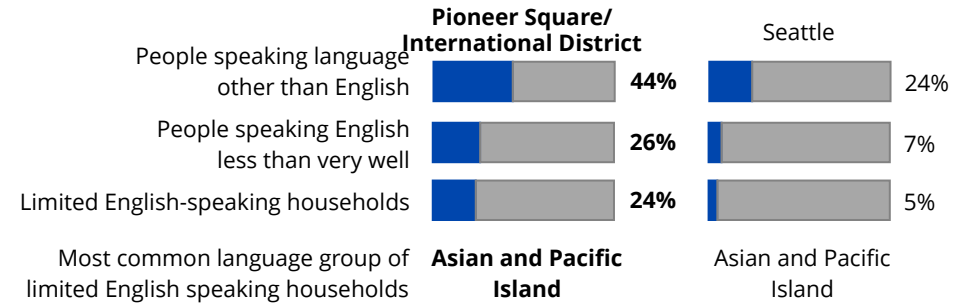 Pioneer Square/
International District
Seattle
People speaking language
other than English
44%
24%
People speaking English
less than very well
26%
7%
Limited English-speaking households
24%
5%
Most common language group of
limited English speaking households
Asian and Pacific
Island
Asian and Pacific
Island